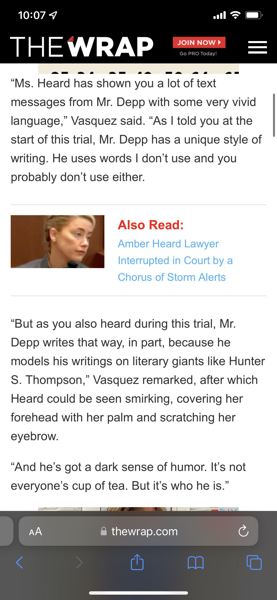 10:07
THE WRAP
JOIN NOW
Go PRO Today!
“Ms. Heard has shown you a lot of text
messages from Mr. Depp with some very vivid
language,” Vasquez said. “As I told you at the
start of this trial, Mr. Depp has a unique style of
writing. He uses words I don’t use and you
probably don’t use either.
Also Read:
Amber Heard Lawyer
Interrupted in Court by a
Chorus of Storm Alerts
“But as you also heard during this trial, Mr.
Depp writes that way, in part, because he
models his writings on literary giants like Hunter
S. Thompson,” Vasquez remarked, after which
Heard could be seen smirking, covering her
forehead with her palm and scratching her
eyebrow.
“And he’s got a dark sense of humor. It’s not
everyone’s cup of tea. But it’s who he is.”
AA thewrap.com